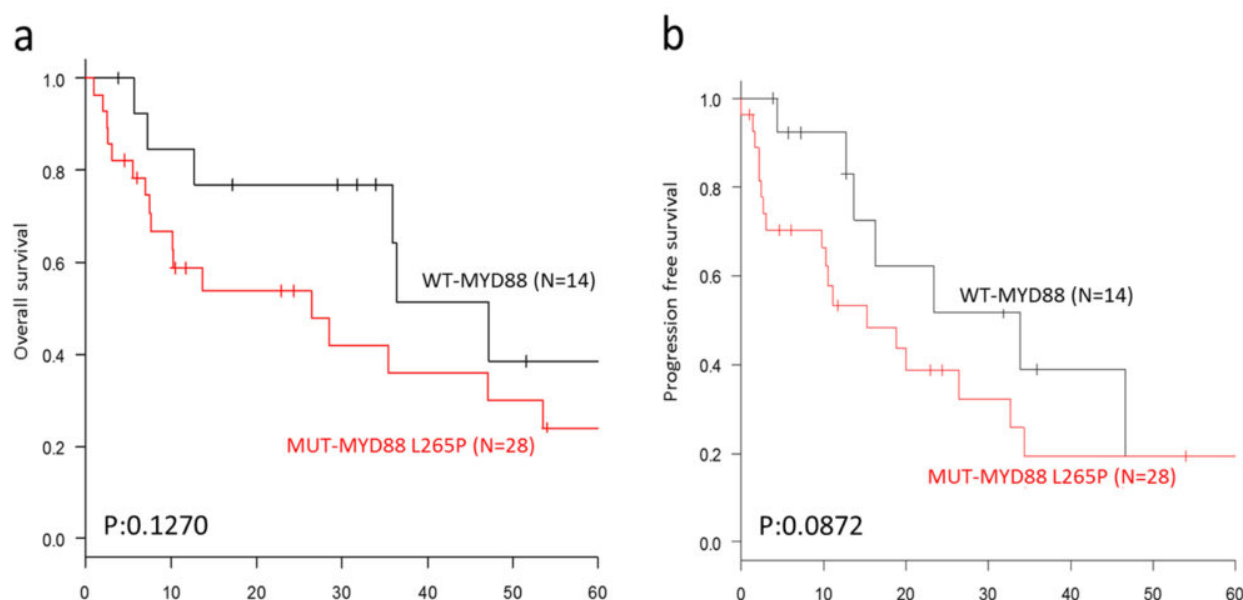 a
Overall survival
1.0
0.8
0.6
0.4
0.2
0.0
WT-MYD88 (N=14)
MUT-MYD88 L265P (N=28)
P:0.1270
0 10 20 30 40 50 60
b
Progression free survival
1.0
0.8
0.6
0.4
0.2
0.0
WT-MYD88 (N=14)
MUT-MYD88 L265P (N=28)
P:0.0872
0 10 20 30 40 50 60